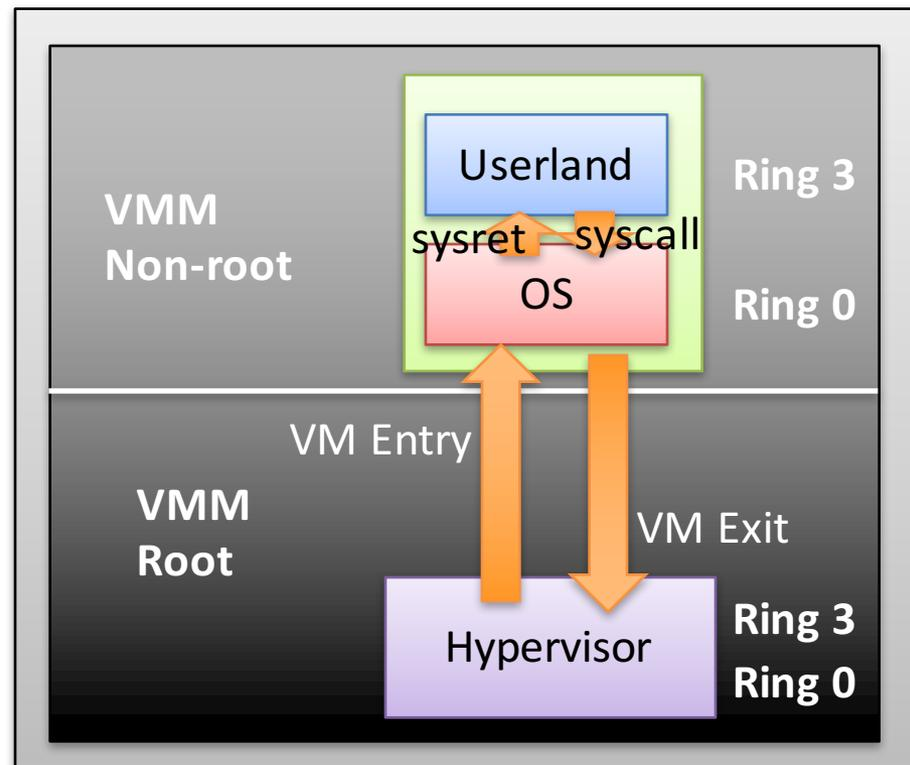 Userland
Ring 3
VMM
Non-root
sysret
syscall
OS
Ring 0
VM Entry
VMM
Root
VM Exit
Hypervisor
Ring 3
Ring 0